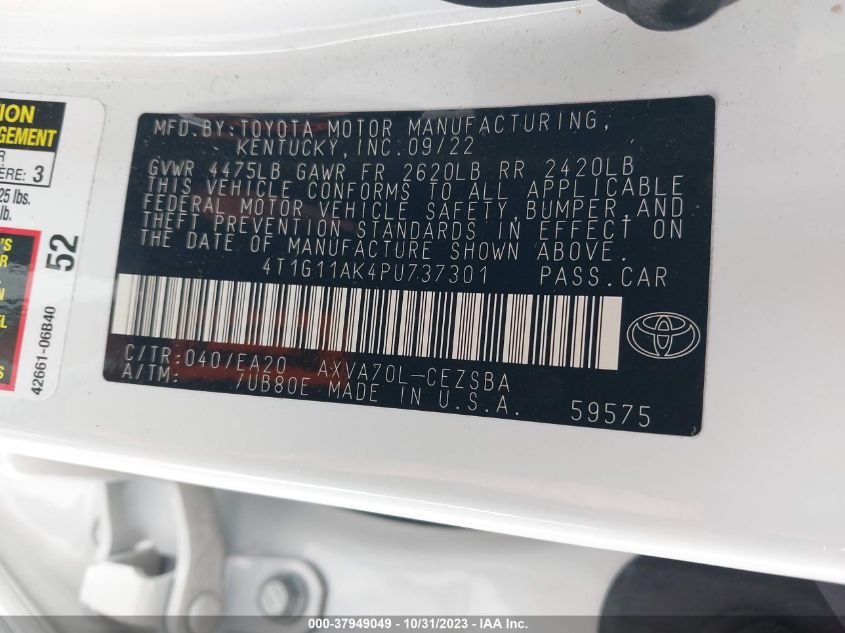 MFD.BY:TOYOTA MOTOR MANUFACTURING,
KENTUCKY,INC.09/22
GVWR 4475LB GAWR FR 2620LB RR 2420LB
THIS VEHICLE CONFORMS TO ALL APPLICABLE
FEDERAL MOTOR VEHICLE SAFETY,BUMPER,AND
THEFT PREVENTION STANDARDS IN EFFECT ON
THE DATE OF MANUFACTURE SHOWN ABOVE.
4T1G11AK4PU737301 PASS.CAR
C/TR:040/EA20 AXVA70L-CEZSBA
A/TM: /UB80E MADE IN U.S.A. 59575
3
25 lbs.
lb.
52
42661-06B40
000-37949049 - 10/31/2023 - IAA Inc.